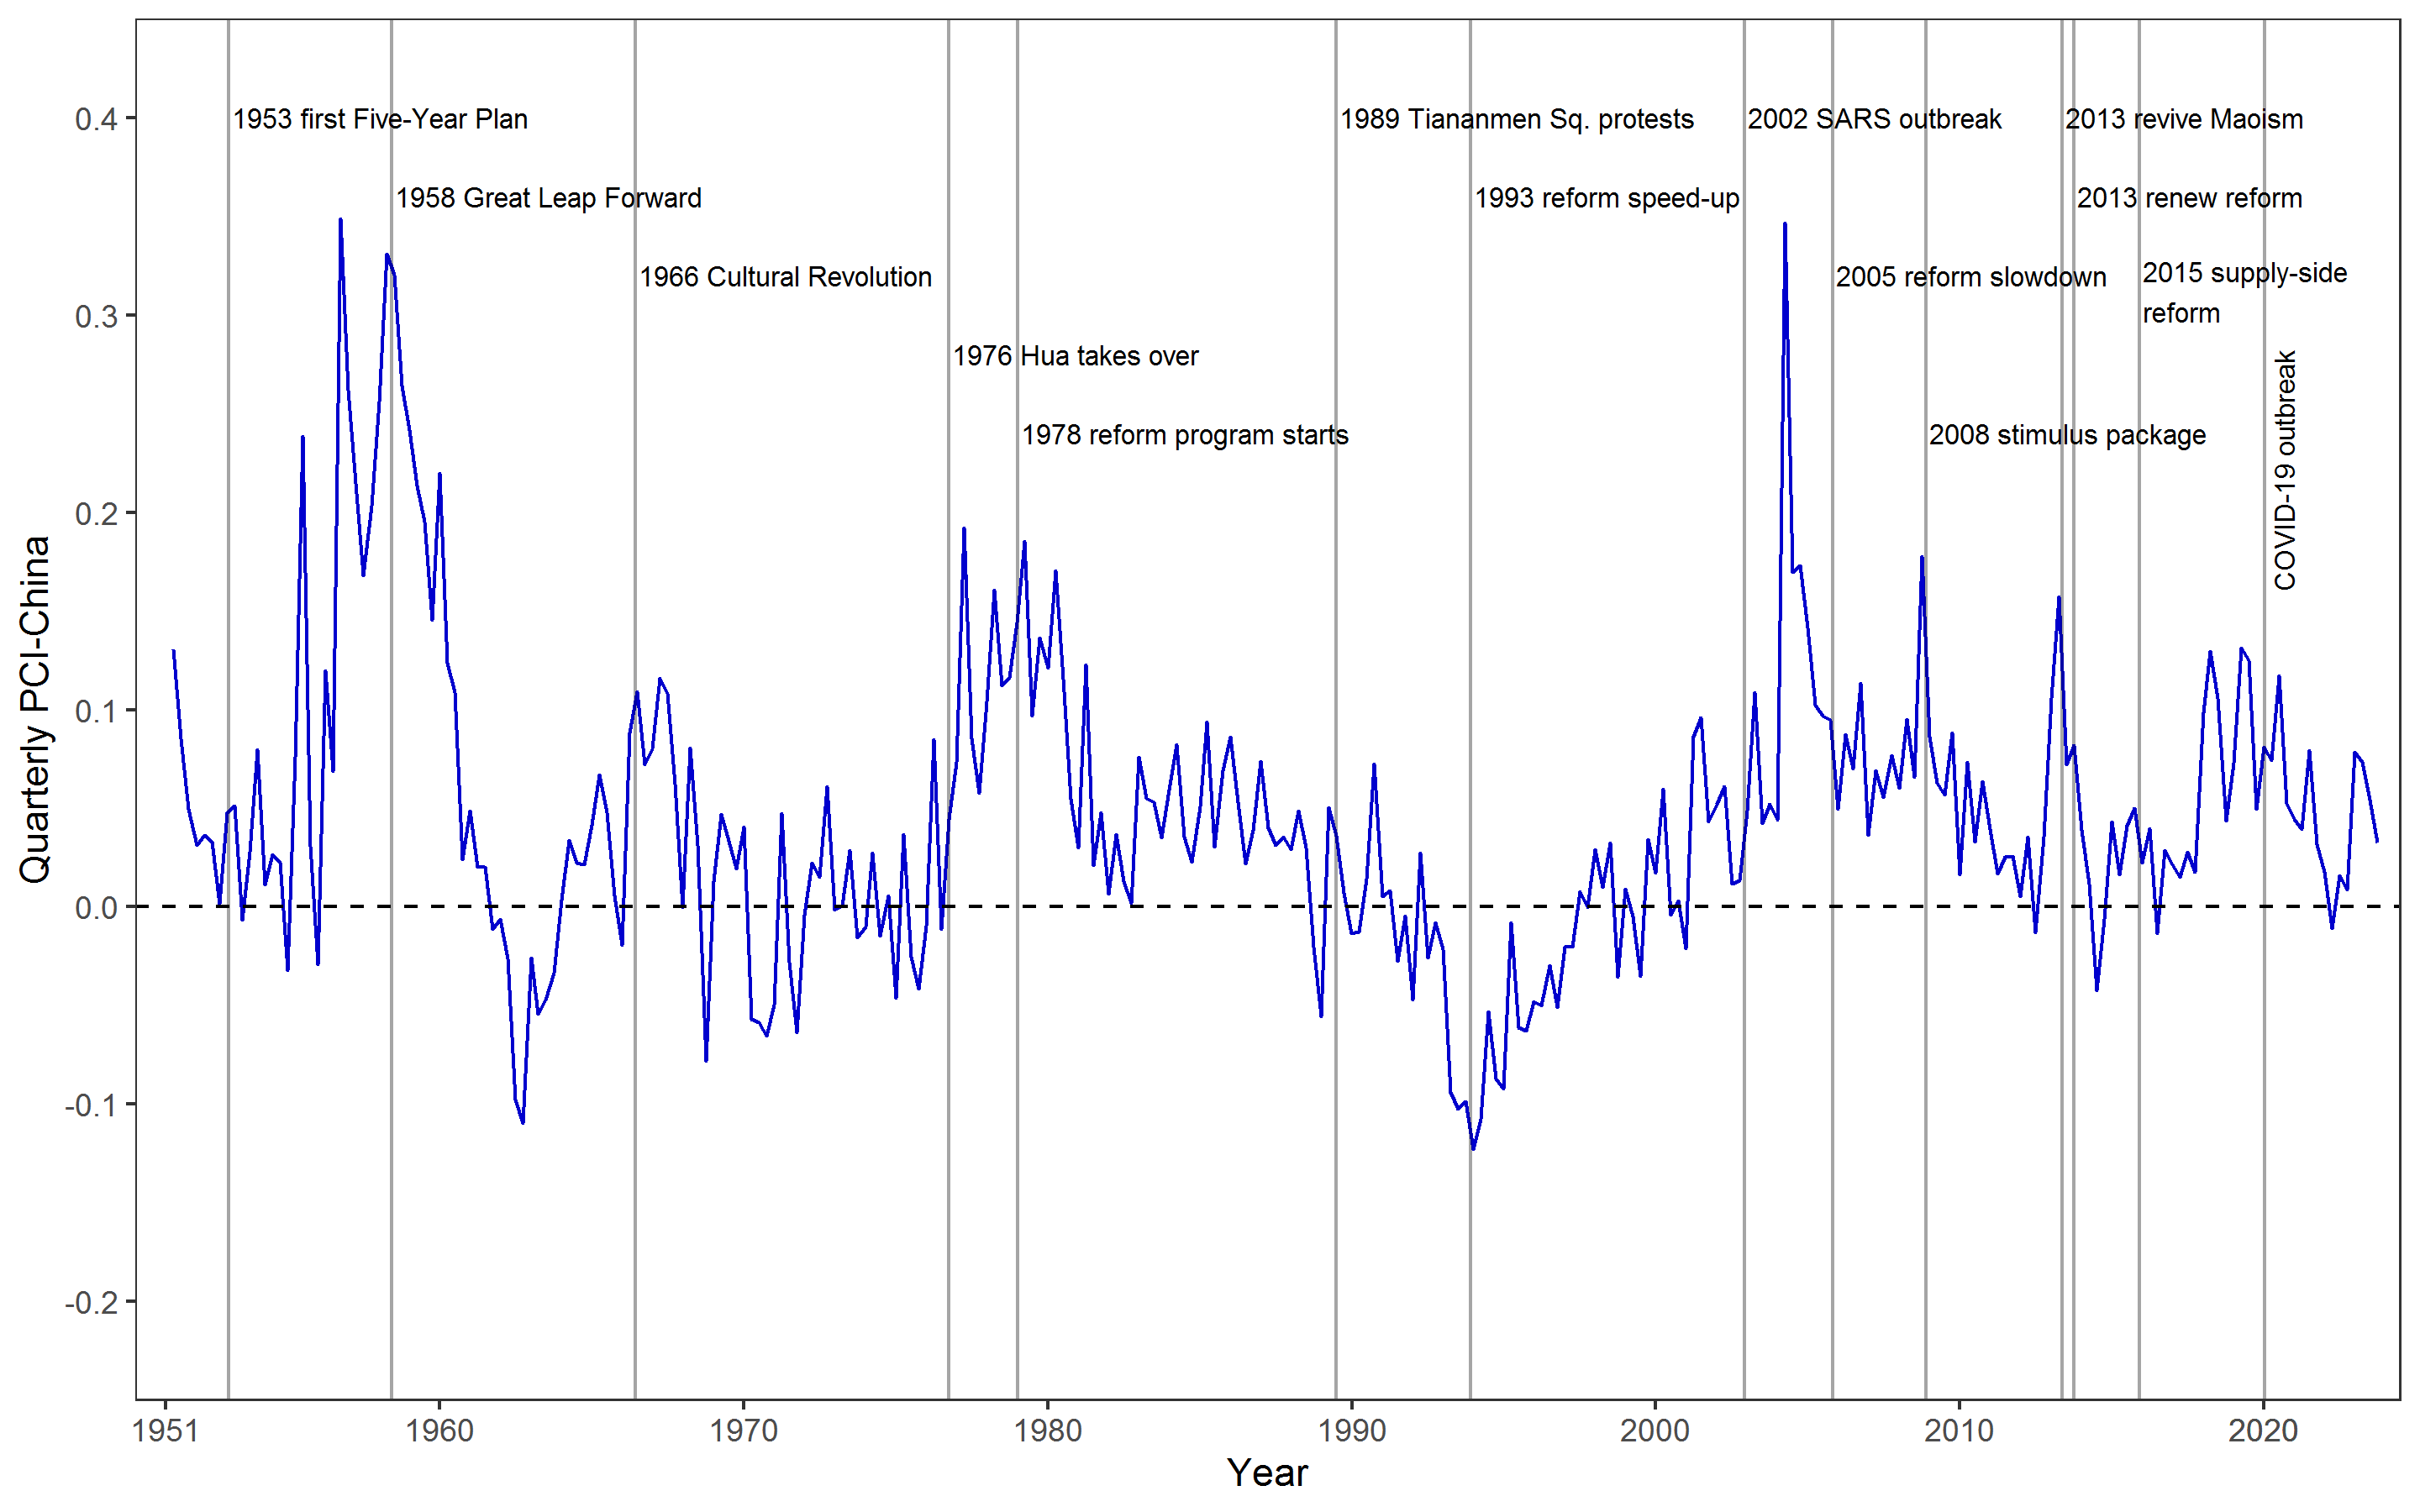 0.4
0.3
0.2
0.1
0.0
-0.1
-0.2
Quarterly PCI-China
1953 first Five-Year Plan
1958 Great Leap Forward
1966 Cultural Revolution
1976 Hua takes over
1978 reform program starts
1989 Tiananmen Sq. protests
1993 reform speed-up
2002 SARS outbreak
2005 reform slowdown
2008 stimulus package
2013 revive Maoism
2013 renew reform
2015 supply-side
reform
COVID-19 outbreak
1951
1960
1970
1980
1990
2000
2010
2020
Year